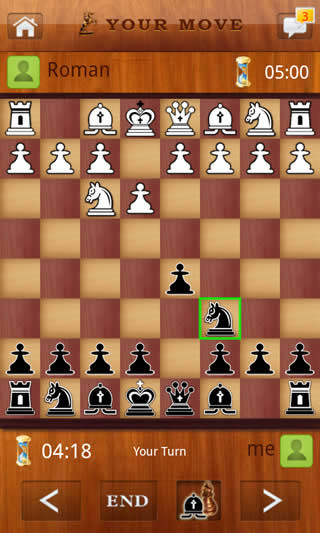 3
YOUR MOVE
Roman
05:00
04:18
Your Turn
me
< END >